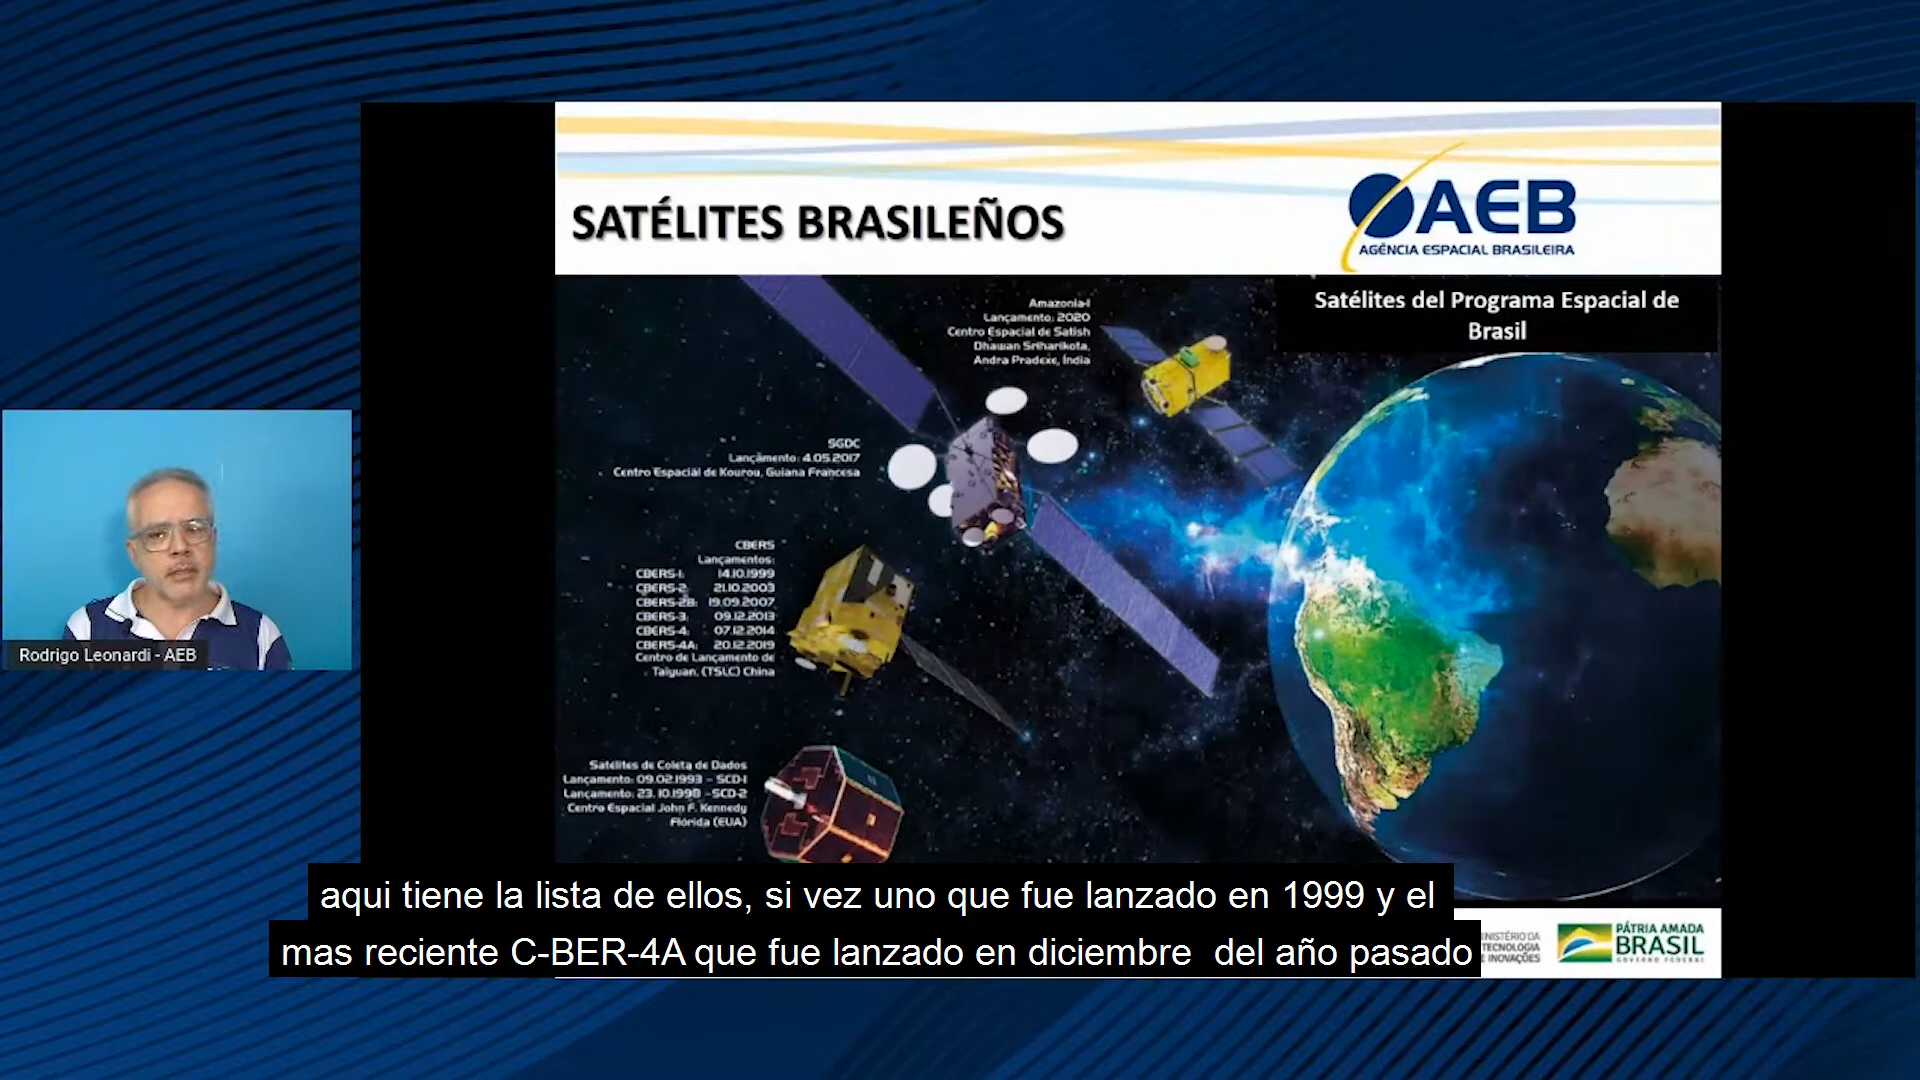 SATÉLITES BRASILEÑOS
AEB
AGÊNCIA ESPACIAL BRASILEIRA
Satélites del Programa Espacial de
Brasil
Amazonia-1
Lançamento: 2020
Centro Espacial de Satish
Dhawan Sriharikota,
Andra Pradexe, Índia
SGDC
Lançamento: 4.05.2017
Centro Espacial de Kourou, Guiana Francesa
CBERS
Lançamentos:
CBERS-1: 14.10.1999
CBERS-2: 21.10.2003
CBERS-2B: 19.09.2007
CBERS-3: 09.12.2013
CBERS-4: 07.12.2014
CBERS-4A: 20.12.2019
Centro de Lançamento de
Taiyuan, (TSLC) China
Satélites de Coleta de Dados
Lançamento: 09.02.1993 - SCD-1
Lançamento: 23.10.1998 - SCD-2
Centro Espacial John F. Kennedy
Flórida (EUA)
Rodrigo Leonardi - AEB
aqui tiene la lista de ellos, si vez uno que fue lanzado en 1999 y el
mas reciente C-BER-4A que fue lanzado en diciembre  del año pasado
DA
E INOVAÇÕES
PÁTRIA AMADA
BRASIL
GOVERNO FEDERAL